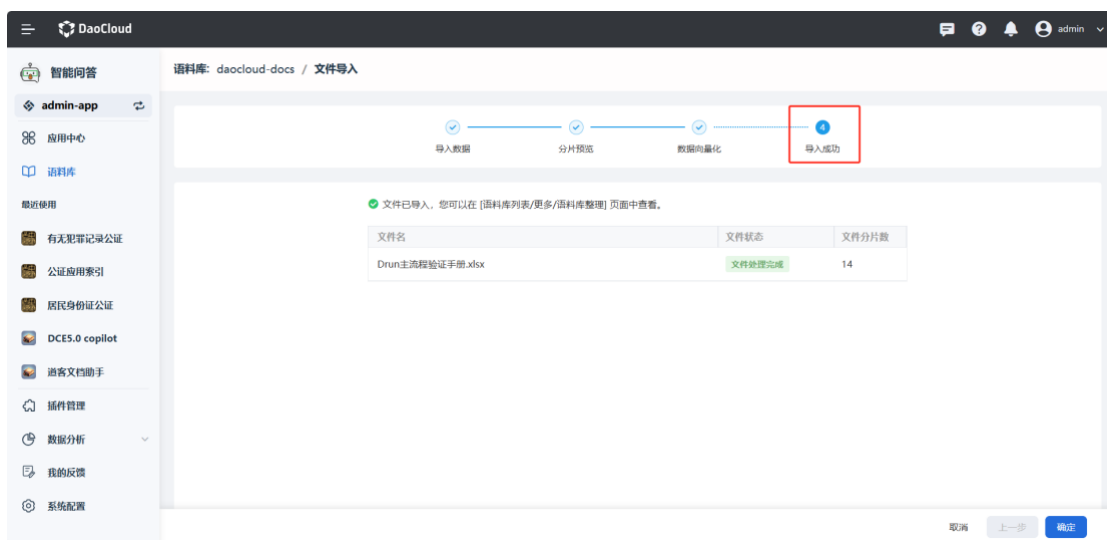 DaoCloud
admin
智能问答
语料库: daocloud-docs / 文件导入
admin-app
应用中心
语料库
最近使用
有无犯罪记录公证
公证应用索引
居民身份证公证
DCE5.0 copilot
道客文档助手
插件管理
数据分析
我的反馈
系统配置
导入数据
分片预览
数据向量化
4
导入成功
文件已导入，您可以在 [语料库列表/更多/语料库整理] 页面中查看。
文件名 文件状态 文件分片数
Drun主流程验证手册.xlsx 文件处理完成 14
取消 上一步 确定